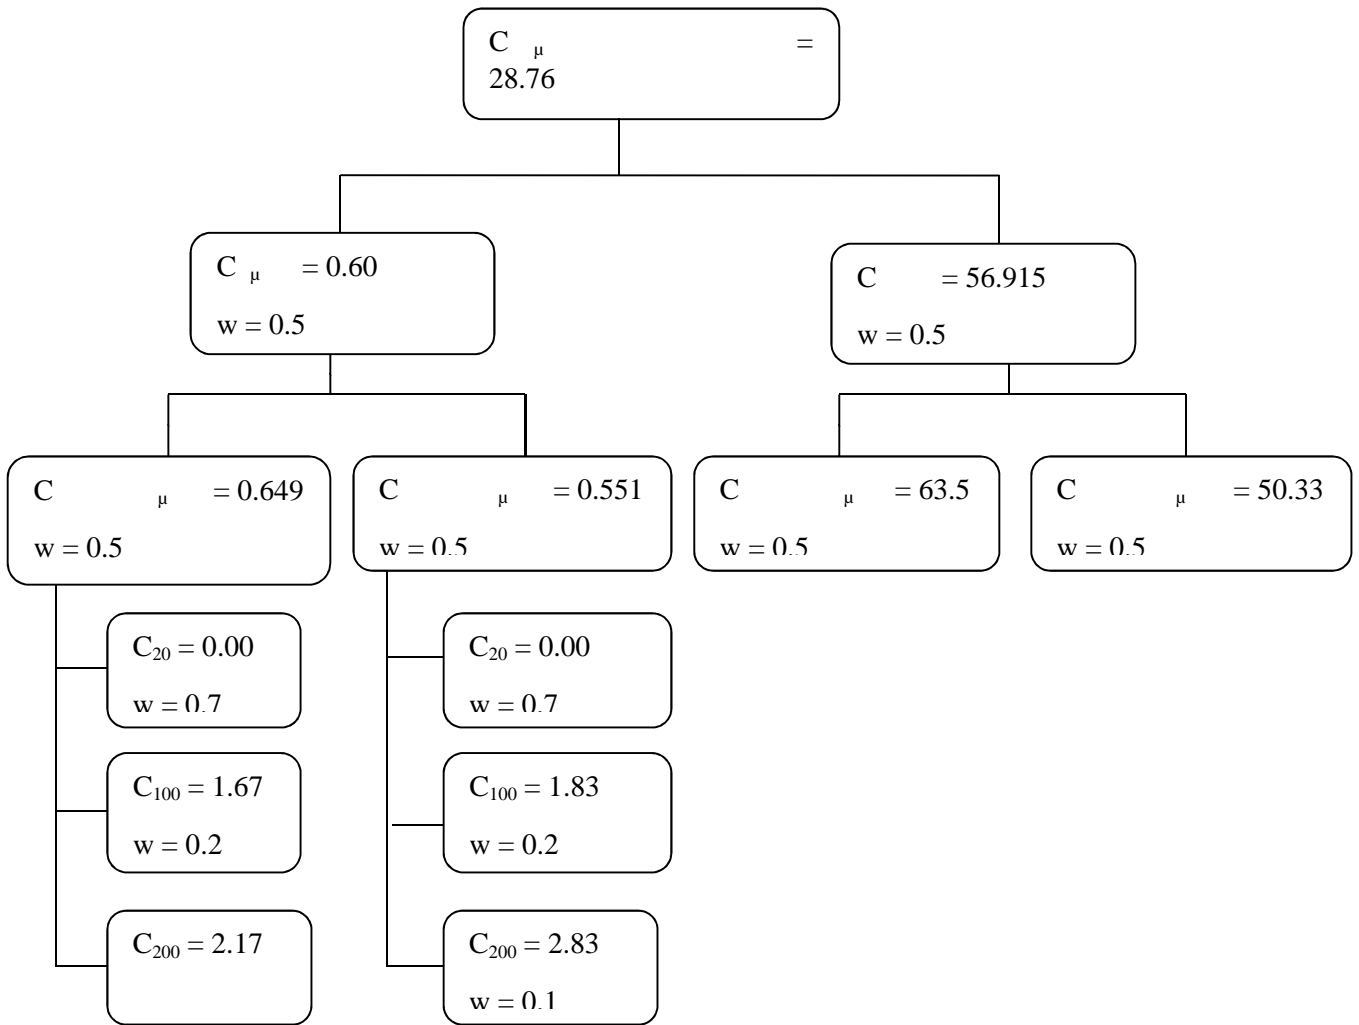 C μ =
28.76
C μ = 0.60
w = 0.5
C = 56.915
w = 0.5
C μ = 0.649
w = 0.5
C μ = 0.551
w = 0.5
C μ = 63.5
w = 0.5
C μ = 50.33
w = 0.5
C20 = 0.00
w = 0.7
C20 = 0.00
w = 0.7
C100 = 1.67
w = 0.2
C100 = 1.83
w = 0.2
C200 = 2.17
C200 = 2.83
w = 0.1